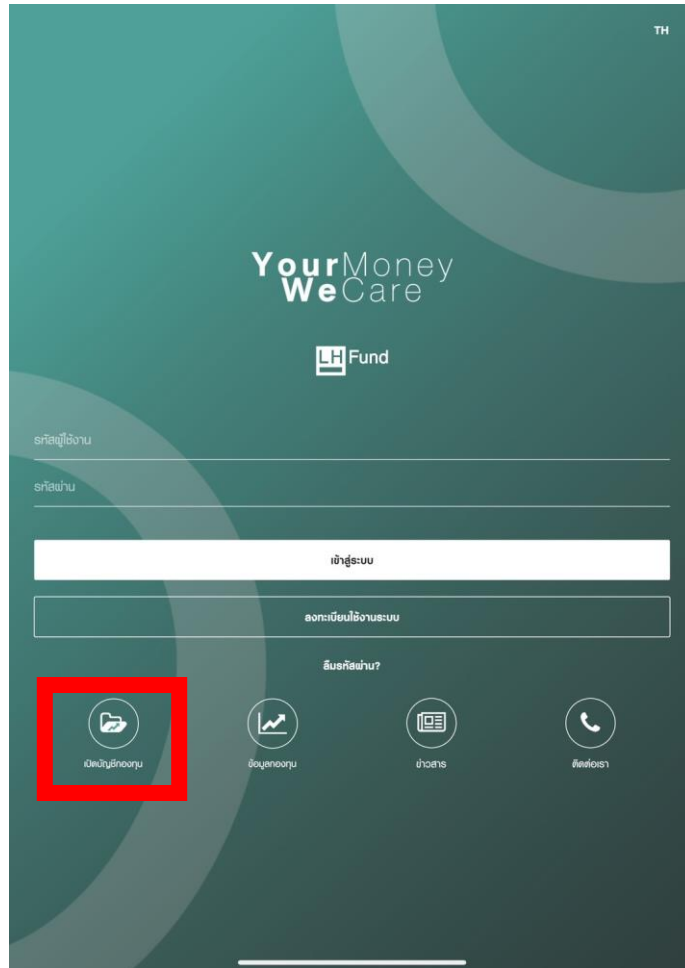 TH
YourMoney
WeCare
LH Fund
รหัสผู้ใช้งาน
รหัสผ่าน
เข้าสู่ระบบ
ลงทะเบียนใช้งานระบบ
ลืมรหัสผ่าน?
เปิดบัญชีกองทุน
ข้อมูลกองทุน
ข่าวสาร
ติดต่อเรา